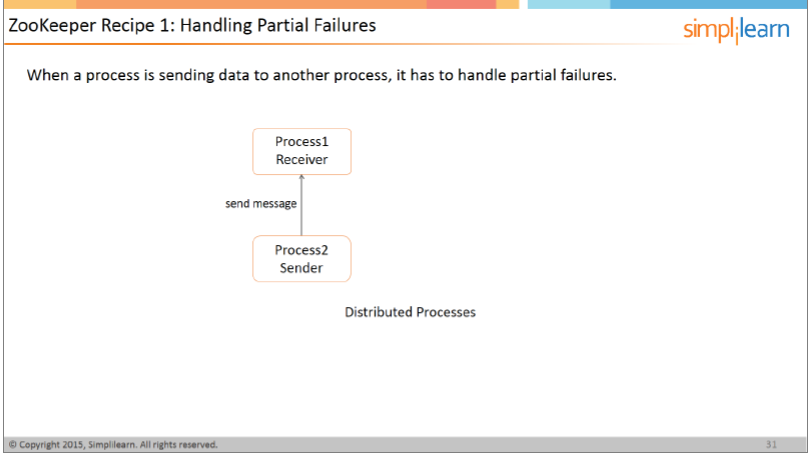 ZooKeeper Recipe 1: Handling Partial Failures
simplilearn
When a process is sending data to another process, it has to handle partial failures.
Process1
Receiver
send message
Process2
Sender
Distributed Processes
© Copyright 2015, Simplilearn. All rights reserved.
31